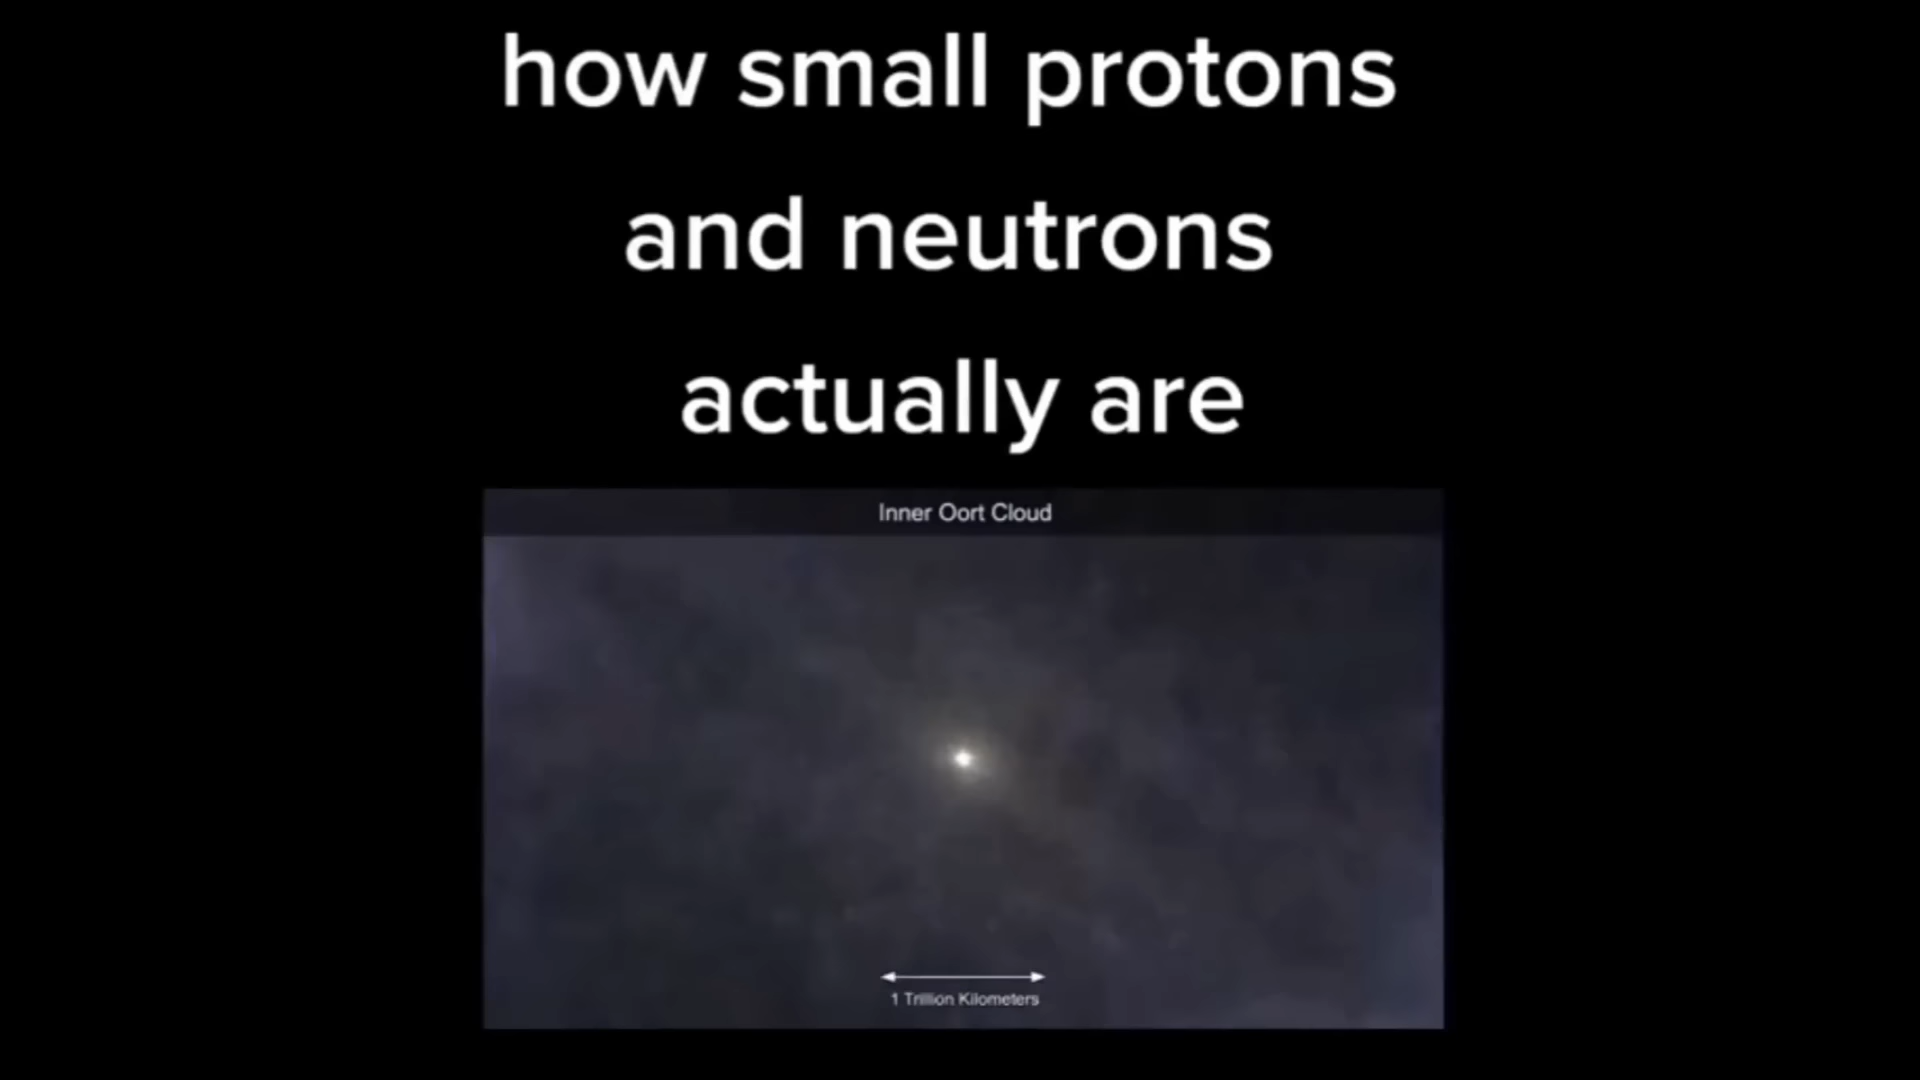 how small protons
and neutrons
actually are
Inner Oort Cloud
1 Trillion Kilometers